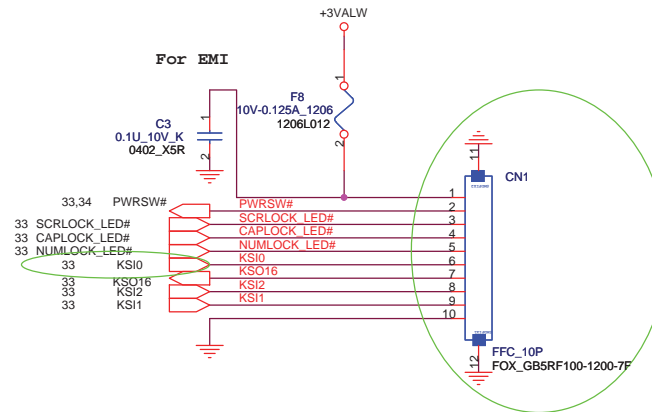 +3VALW
For EMI
1
F8
10V-0.125A_1206
1206L012
2
C3
0.1U_10V_K
0402_X5R
1
2
11
CN1
33,34 PWRSW# PWRSW# 1
2
33 SCRLOCK_LED# SCRLOCK_LED# 3
33 CAPLOCK_LED# CAPLOCK_LED# 4
33 NUMLOCK_LED# NUMLOCK_LED# 5
33 KSI0 KSI0 6
33 KSO16 KSO16 7
33 KSI2 KSI2 8
33 KSI1 KSI1 9
10
12
FFC_10P
FOX_GB5RF100-1200-7F